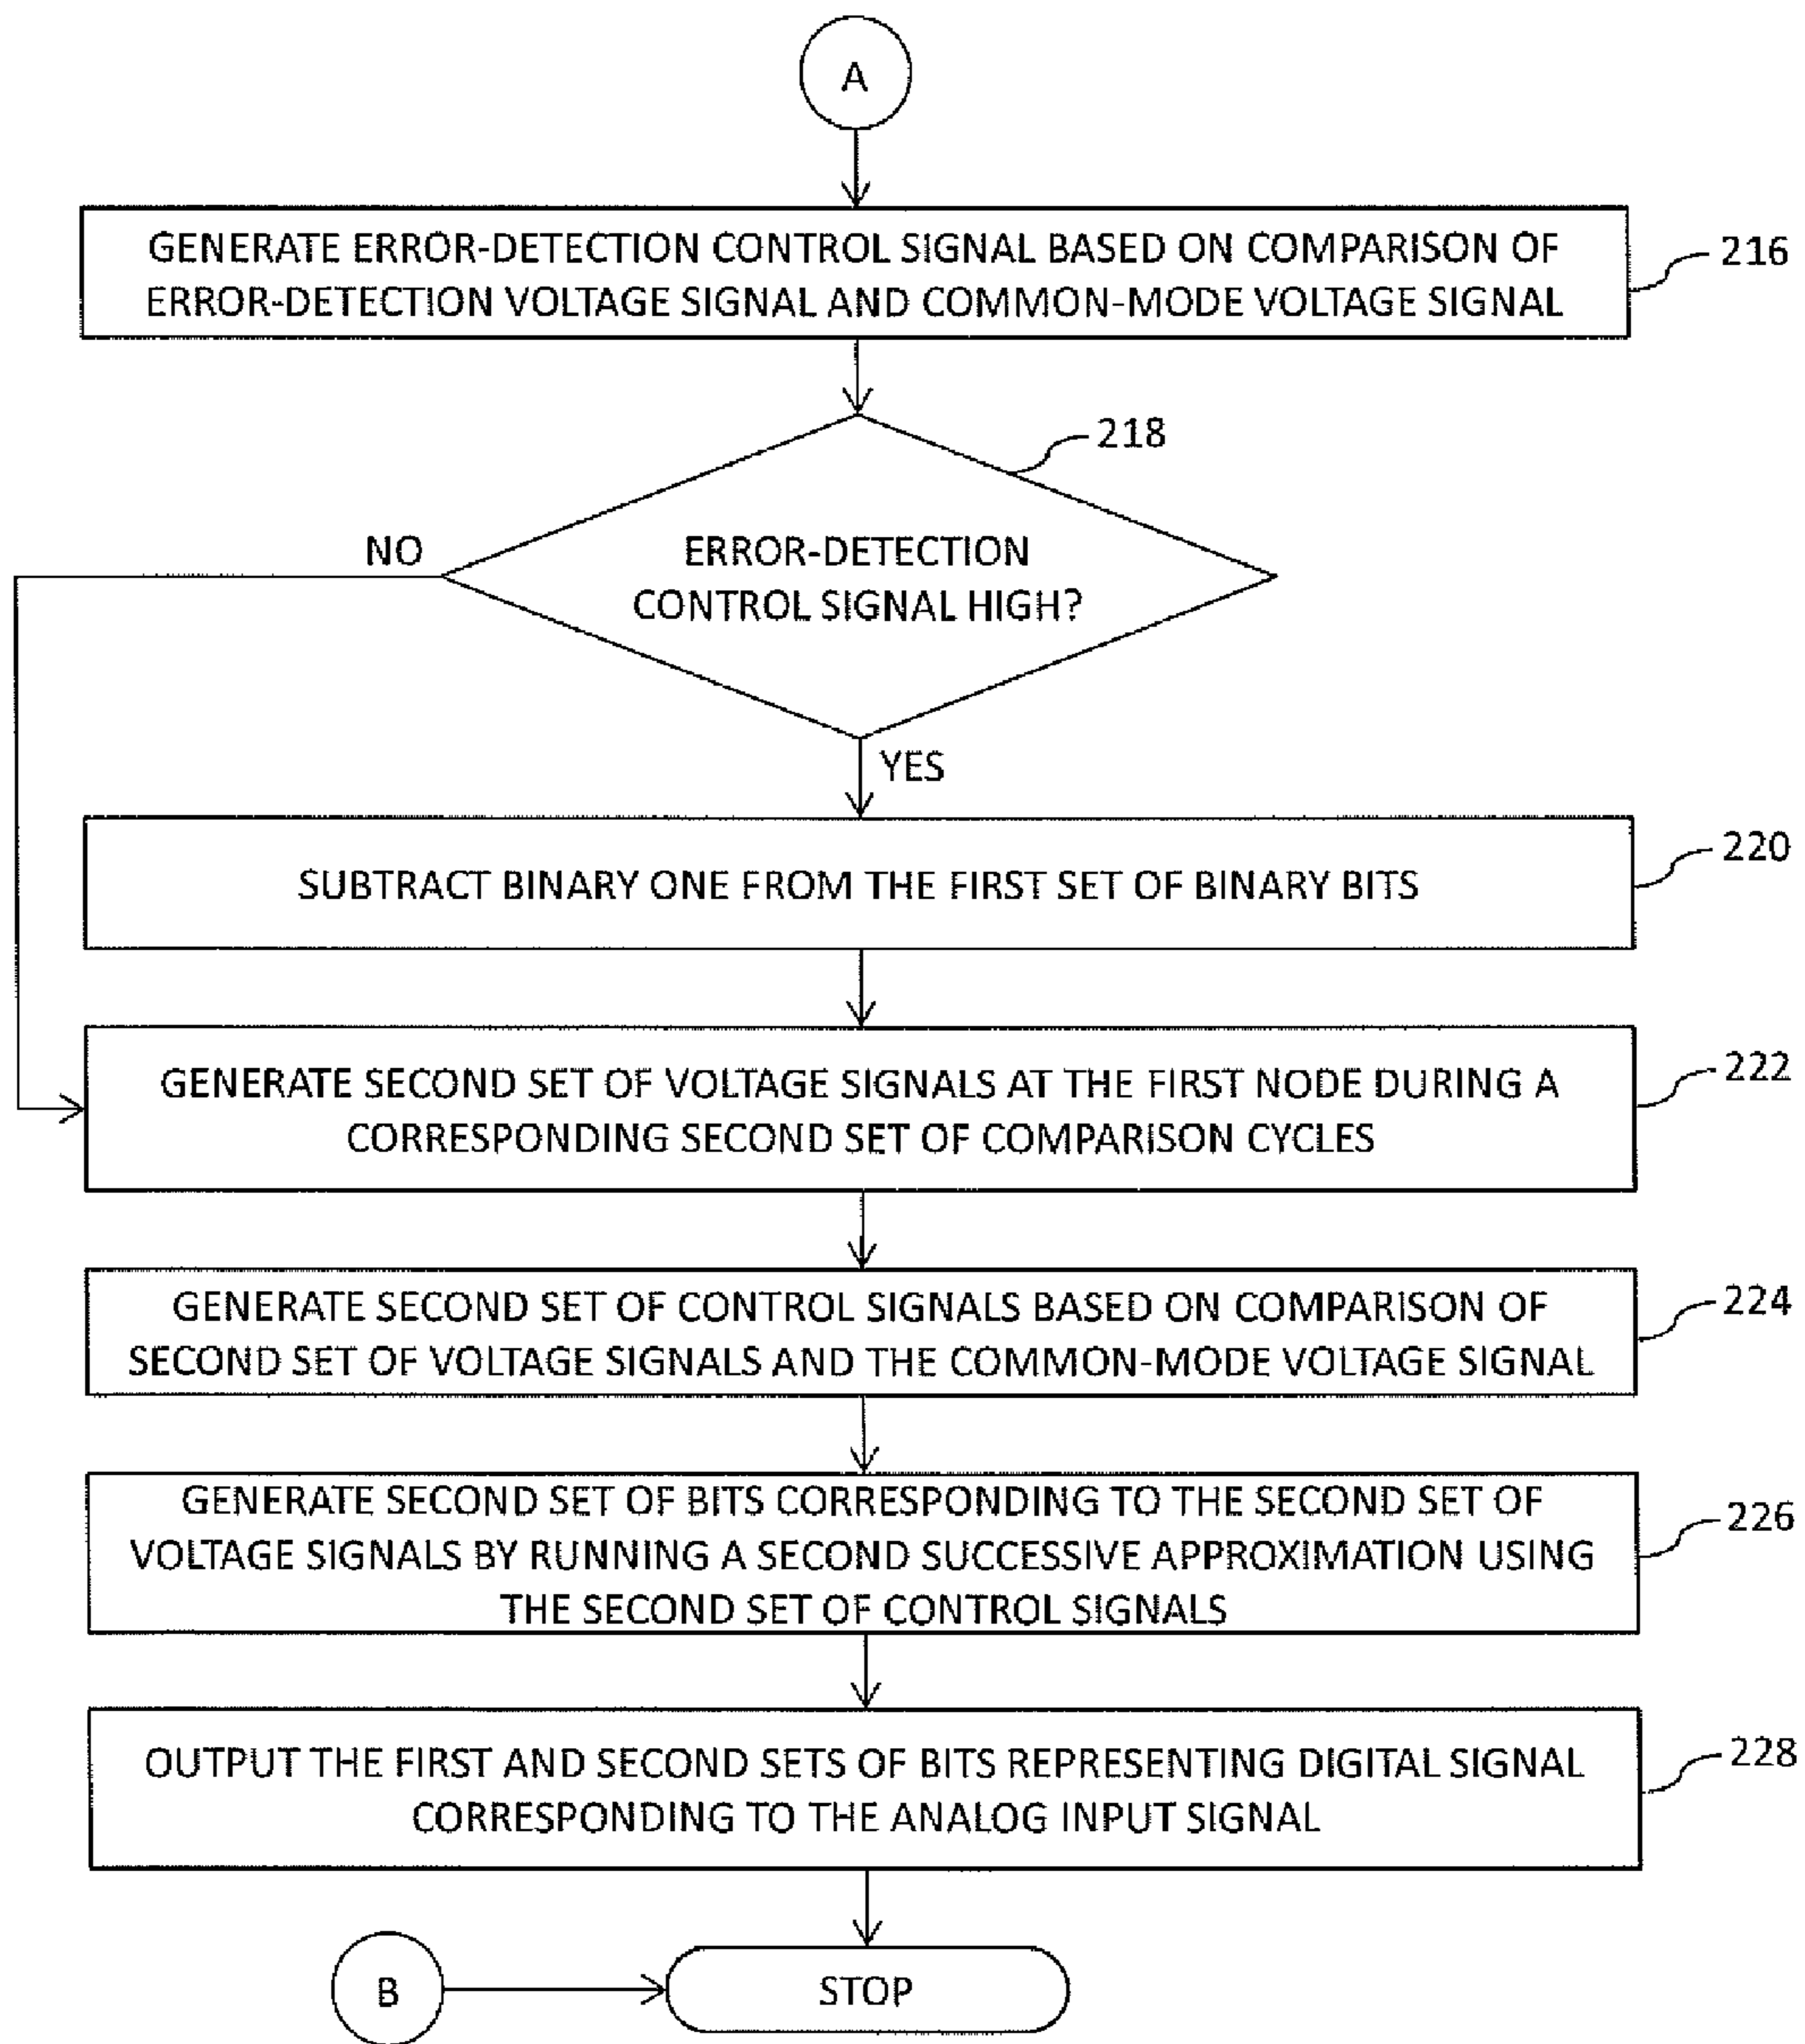 A
GENERATE ERROR-DETECTION CONTROL SIGNAL BASED ON COMPARISON OF
ERROR-DETECTION VOLTAGE SIGNAL AND COMMON-MODE VOLTAGE SIGNAL
216
218
NO
ERROR-DETECTION
CONTROL SIGNAL HIGH?
YES
SUBTRACT BINARY ONE FROM THE FIRST SET OF BINARY BITS
220
GENERATE SECOND SET OF VOLTAGE SIGNALS AT THE FIRST NODE DURING A
CORRESPONDING SECOND SET OF COMPARISON CYCLES
222
GENERATE SECOND SET OF CONTROL SIGNALS BASED ON COMPARISON OF
SECOND SET OF VOLTAGE SIGNALS AND THE COMMON-MODE VOLTAGE SIGNAL
224
GENERATE SECOND SET OF BITS CORRESPONDING TO THE SECOND SET OF
VOLTAGE SIGNALS BY RUNNING A SECOND SUCCESSIVE APPROXIMATION USING
THE SECOND SET OF CONTROL SIGNALS
226
OUTPUT THE FIRST AND SECOND SETS OF BITS REPRESENTING DIGITAL SIGNAL
CORRESPONDING TO THE ANALOG INPUT SIGNAL
228
B
STOP